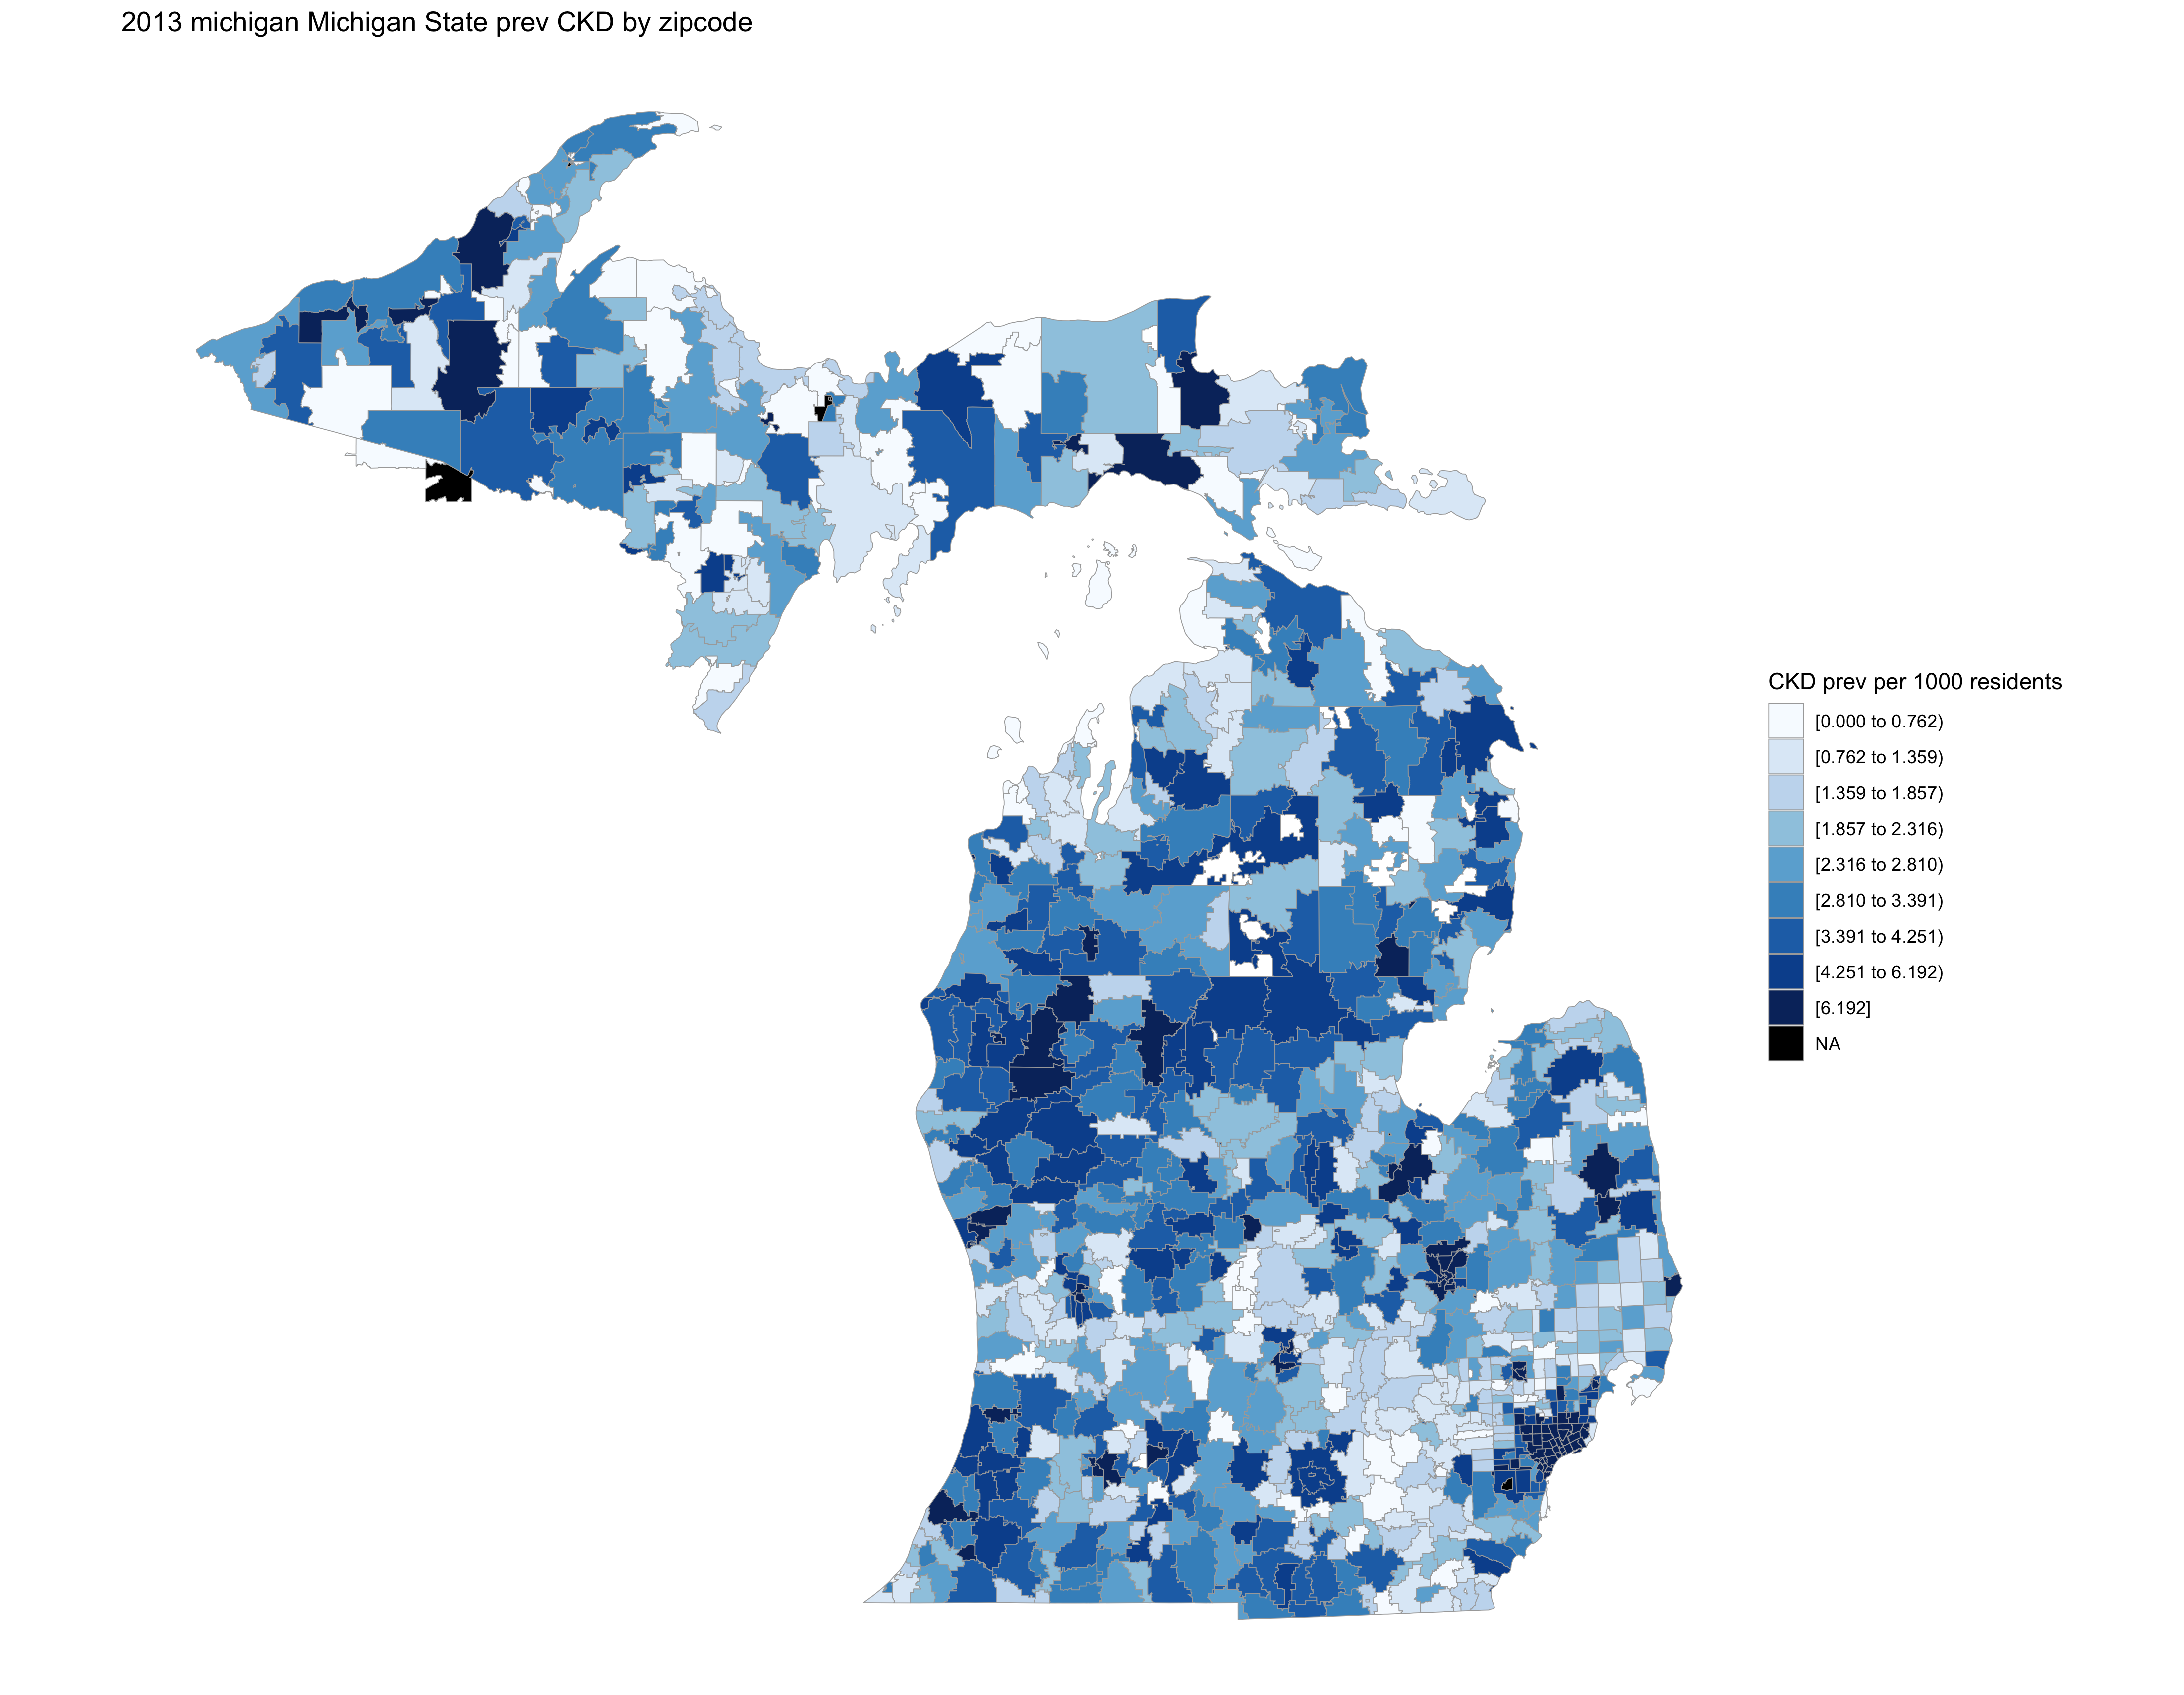 2013 michigan Michigan State prev CKD by zipcode
CKD prev per 1000 residents
[0.000 to 0.762)
[0.762 to 1.359)
[1.359 to 1.857)
[1.857 to 2.316)
[2.316 to 2.810)
[2.810 to 3.391)
[3.391 to 4.251)
[4.251 to 6.192)
[6.192]
NA